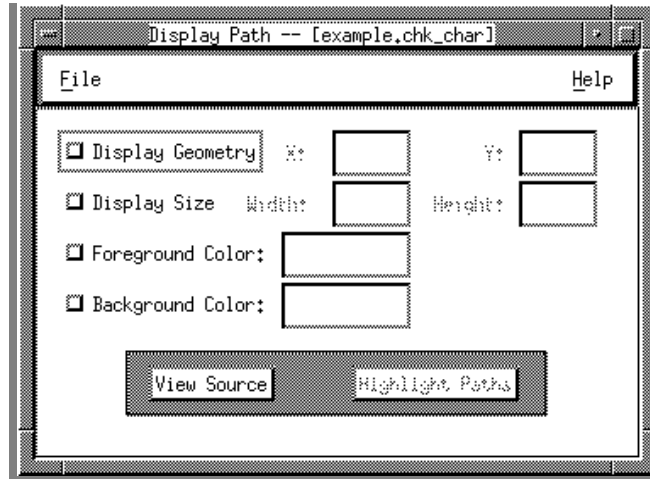 Display Path -- [example.chk_char]
File Help
Display Geometry X: Y:
Display Size Width: Height:
Foreground Color:
Background Color:
View Source Highlight Paths